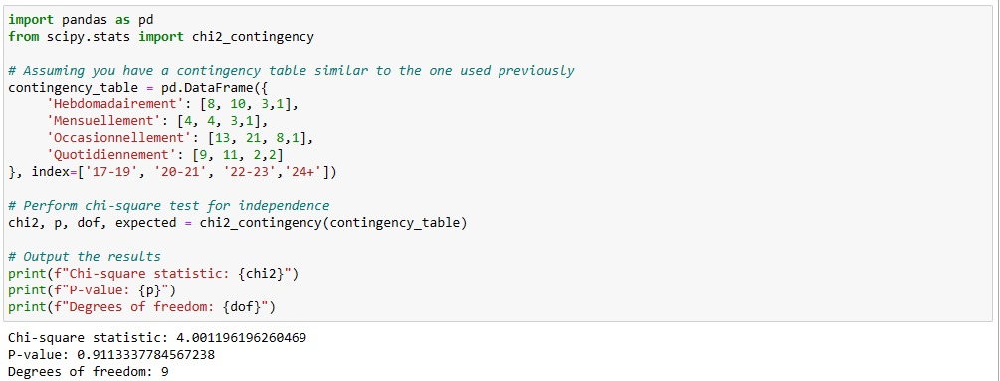 import pandas as pd
from scipy.stats import chi2_contingency
# Assuming you have a contingency table similar to the one used previously
contingency_table = pd.DataFrame({
'Hebdomadairement': [8, 10, 3,1],
'Mensuellement': [4, 4, 3,1],
'Occasionnellement': [13, 21, 8,1],
'Quotidiennement': [9, 11, 2,2]
}, index=['17-19', '20-21', '22-23','24+'])
# Perform chi-square test for independence
chi2, p, dof, expected = chi2_contingency(contingency_table)
# Output the results
print(f"Chi-square statistic: {chi2}")
print(f"P-value: {p}")
print(f"Degrees of freedom: {dof}")
Chi-square statistic: 4.001196196260469
P-value: 0.9113337784567238
Degrees of freedom: 9